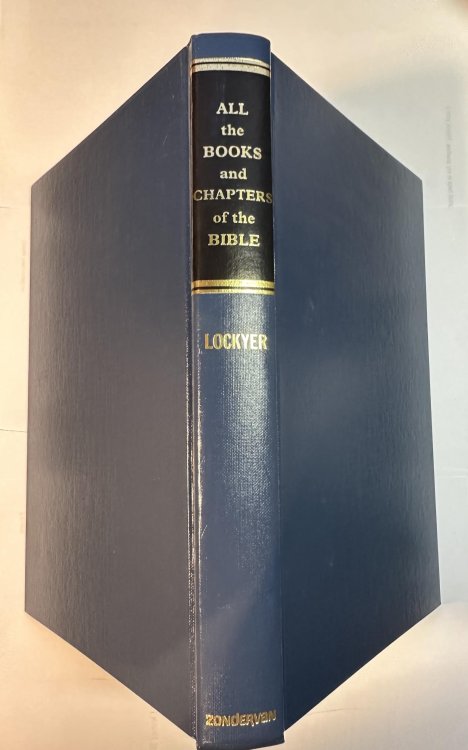 ALL
the
BOOKS
and
CHAPTERS
of the
BIBLE
LOCKYER
ZONDERVAN